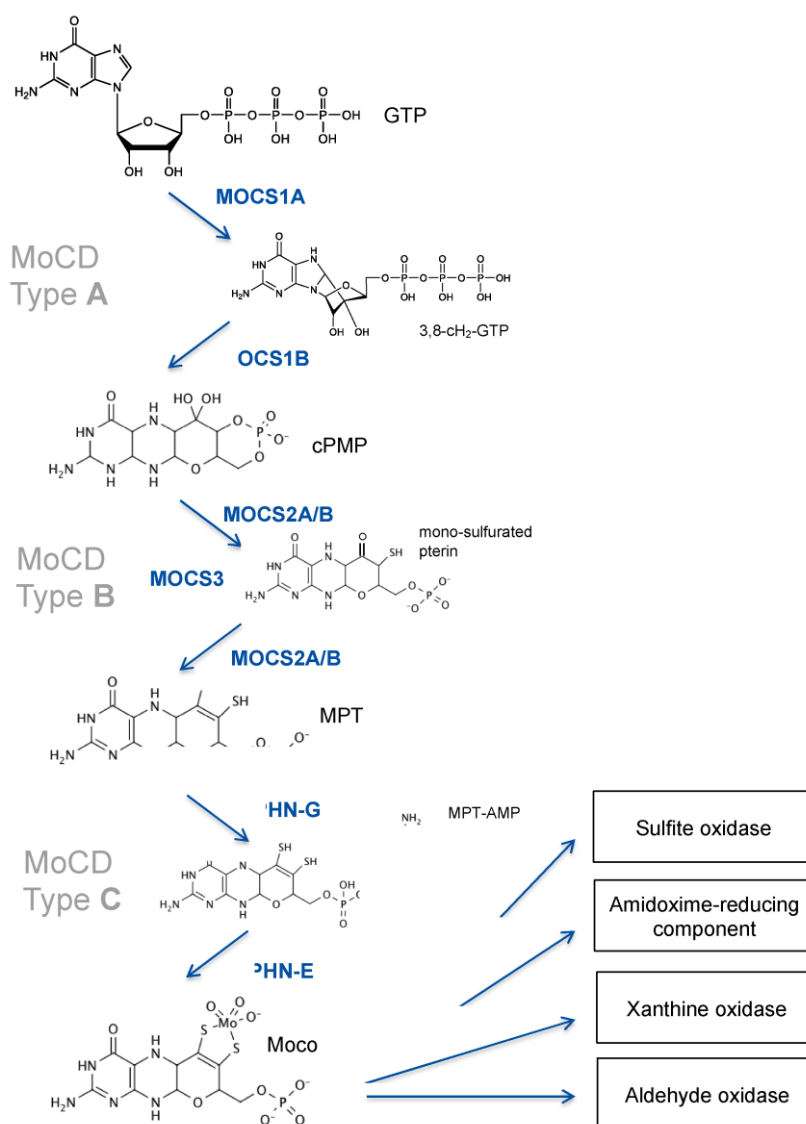 GTP
MOCS1A
MoCD
Type A
3,8-cH₂-GTP
OCS1B
cPMP
MOCS2A/B
mono-sulfurated
pterin
MoCD
Type B
MOCS3
MOCS2A/B
MPT
HN-G
NH₂
MPT-AMP
Sulfite oxidase
MoCD
Type C
Amidoxime-reducing
component
HN-E
Xanthine oxidase
Moco
Aldehyde oxidase